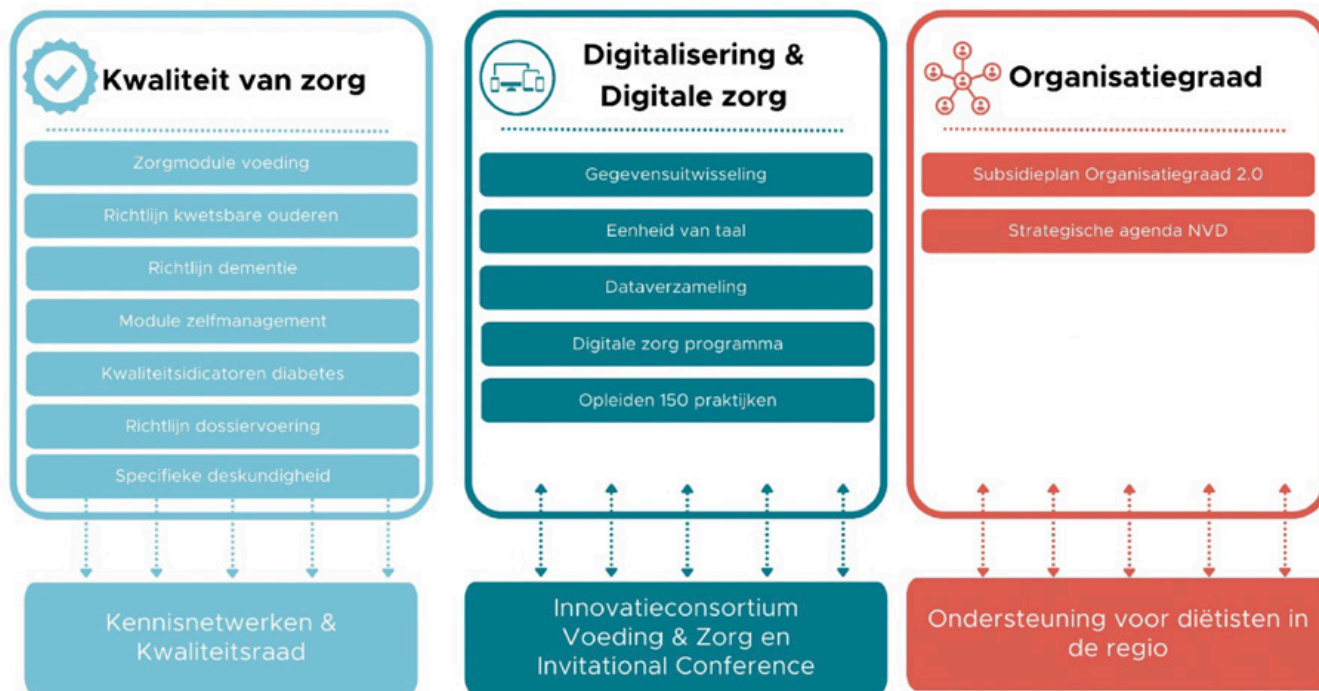 Kwaliteit van zorg
Zorgmodule voeding
Richtlijn kwetsbare ouderen
Richtlijn dementie
Module zelfmanagement
Kwaliteitsidicatoren diabetes
Richtlijn dossiervoering
Specifieke deskundigheid
Kennisnetwerken &
Kwaliteitsraad
Digitalisering &
Digitale zorg
Gegevensuitwisseling
Eenheid van taal
Dataverzameling
Digitale zorg programma
Opleiden 150 praktijken
Innovatieconsortium
Voeding & Zorg en
Invitational Conference
Organisatiegraad
Subsidieplan Organisatiegraad 2.0
Strategische agenda NVD
Ondersteuning voor diëtisten in
de regio